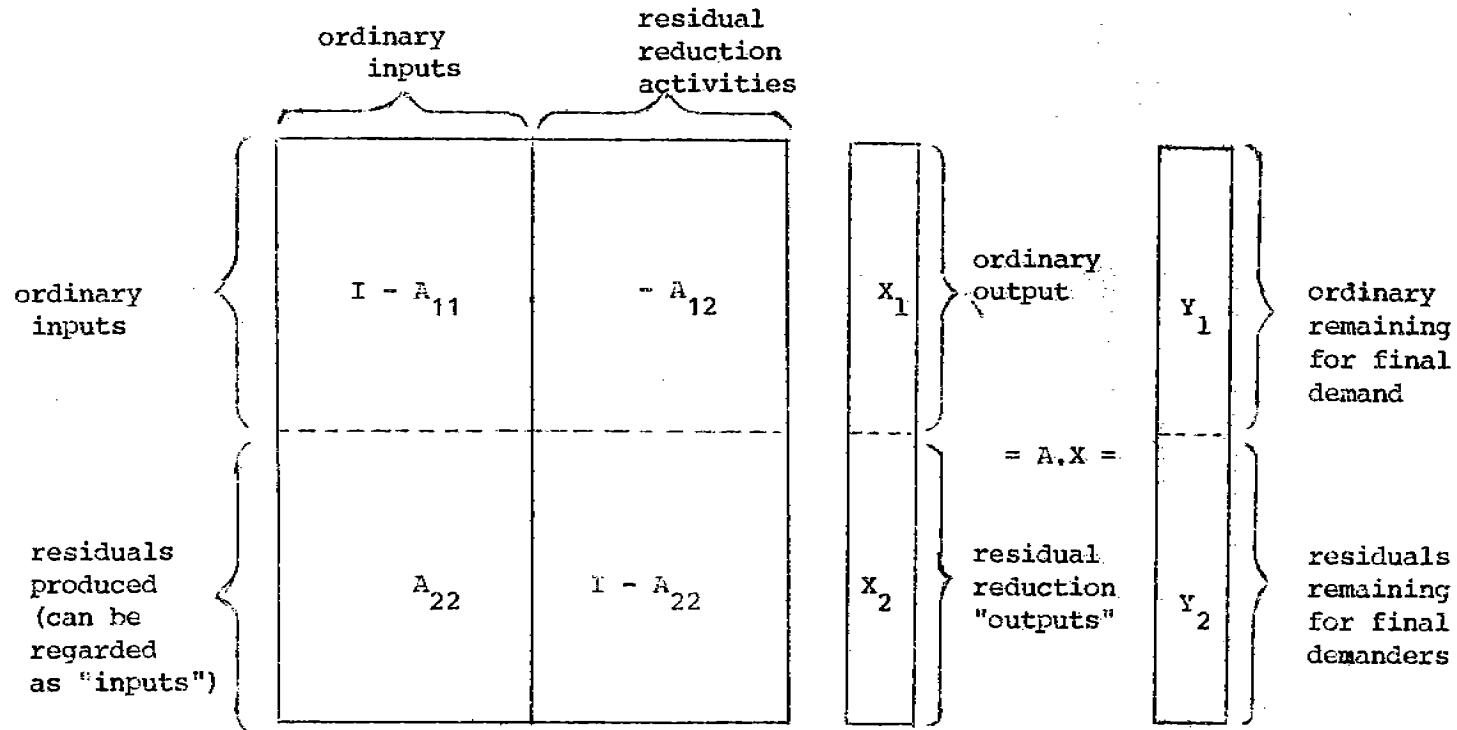 ordinary
inputs
residual
reduction
activities
ordinary
inputs
I - A11
- A12
X1
ordinary
output
Y1
ordinary
remaining
for final
demand
= A.X =
residuals
produced
(can be
regarded
as "inputs")
A22
I - A22
X2
residual
reduction
"outputs"
Y2
residuals
remaining
for final
demanders